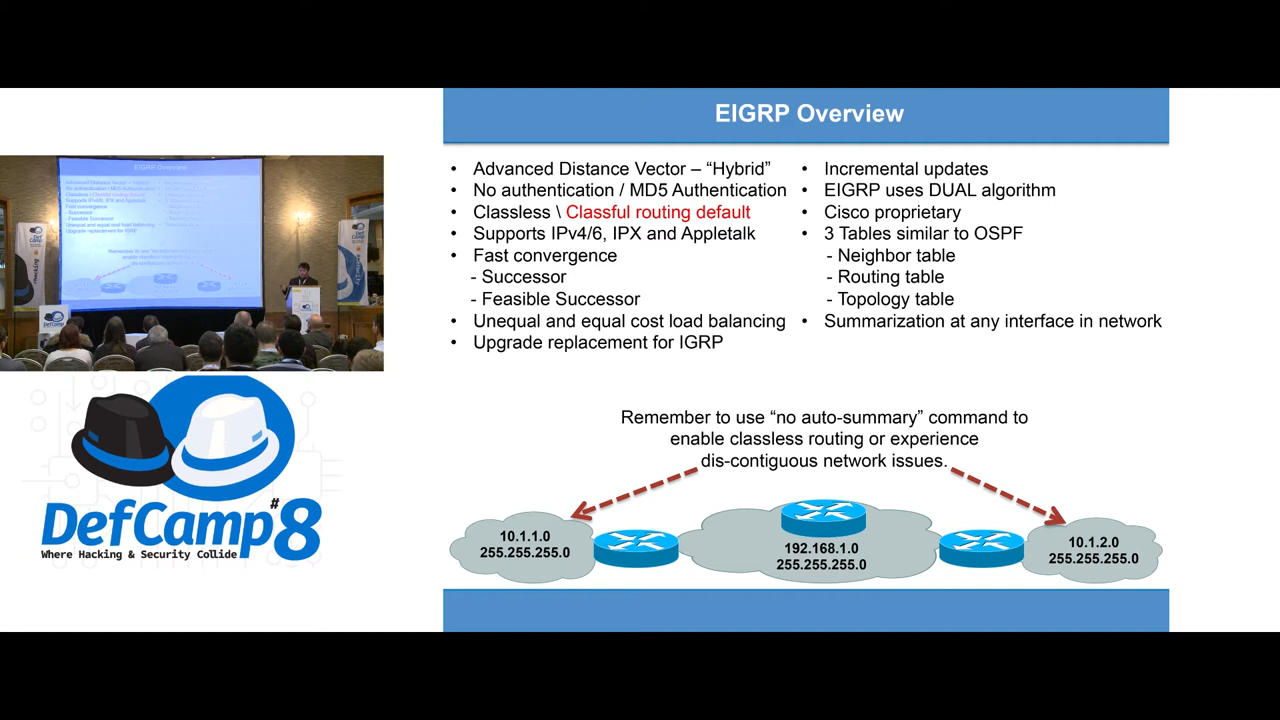 EIGRP Overview
• Advanced Distance Vector – “Hybrid”
• No authentication / MD5 Authentication
• Classless \ Classful routing default
• Supports IPv4/6, IPX and Appletalk
• Fast convergence
- Successor
- Feasible Successor
• Unequal and equal cost load balancing
• Upgrade replacement for IGRP
• Incremental updates
• EIGRP uses DUAL algorithm
• Cisco proprietary
• 3 Tables similar to OSPF
- Neighbor table
- Routing table
- Topology table
• Summarization at any interface in network
Remember to use “no auto-summary” command to
enable classless routing or experience
dis-contiguous network issues.
10.1.1.0
255.255.255.0
192.168.1.0
255.255.255.0
10.1.2.0
255.255.255.0
EIGRP Overview
DefCamp #8
Where Hacking & Security Collide